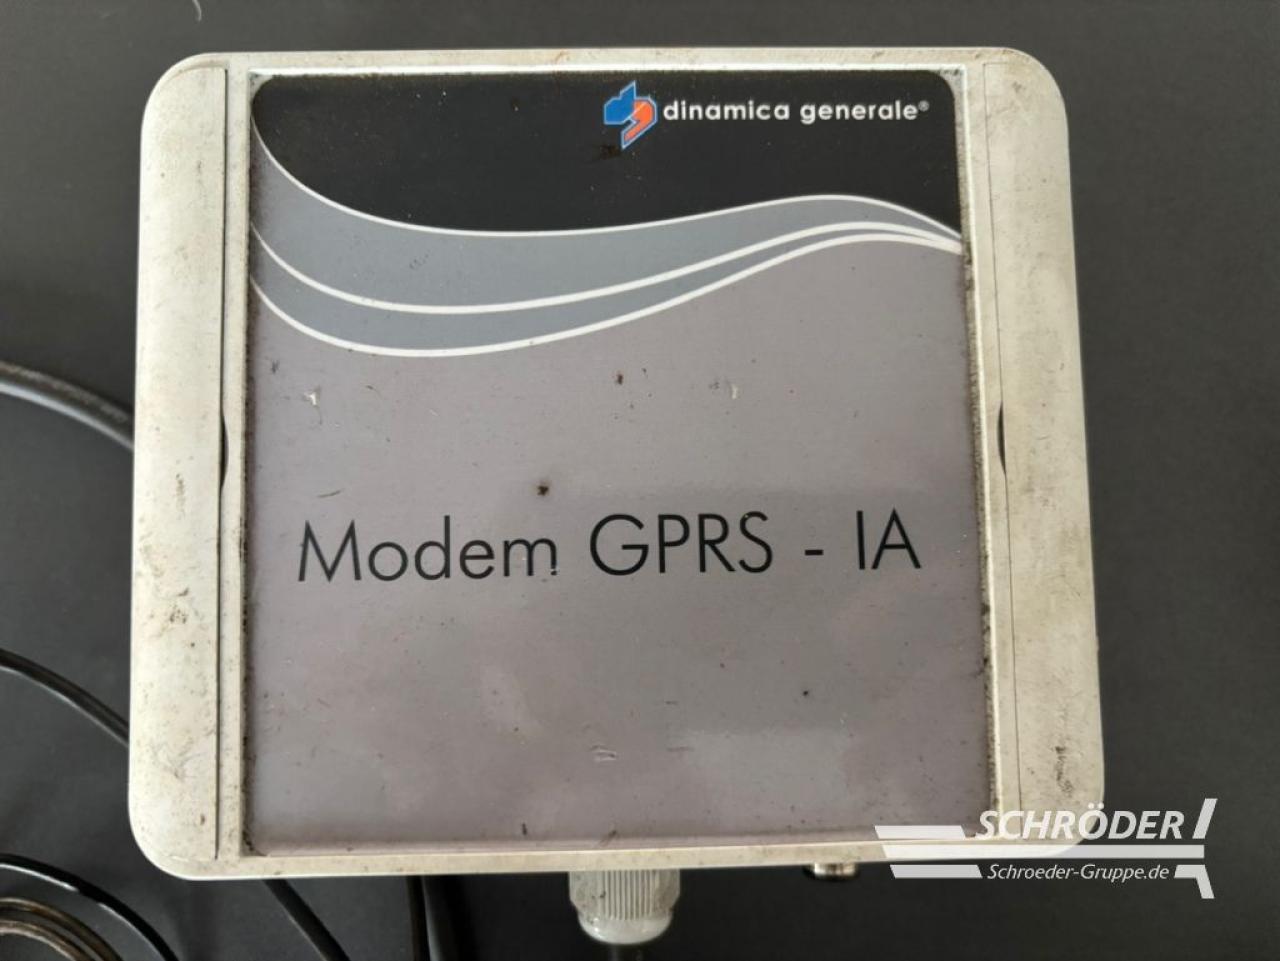 dinamica generale®
Modem GPRS - IA
SCHRÖDER
Schroeder-Gruppe.de